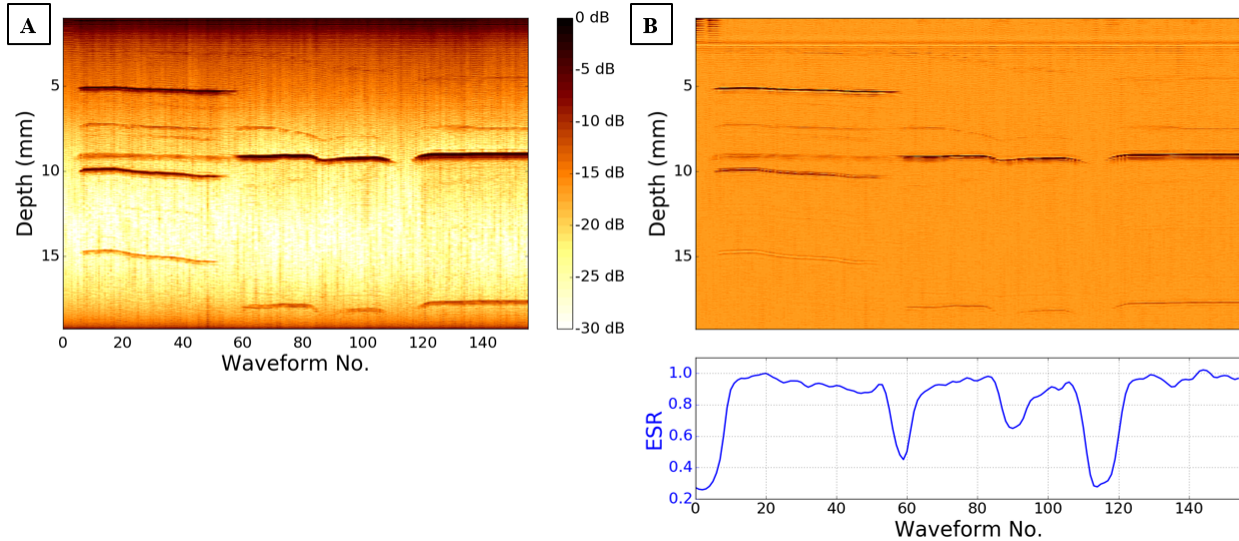 A
B
0 dB
-5 dB
-10 dB
-15 dB
-20 dB
-25 dB
-30 dB
5
10
15
Depth (mm)
0 20 40 60 80 100 120 140
Waveform No.
5
10
15
Depth (mm)
1.0
0.8
0.6
0.4
0.2
ESR
0 20 40 60 80 100 120 140
Waveform No.